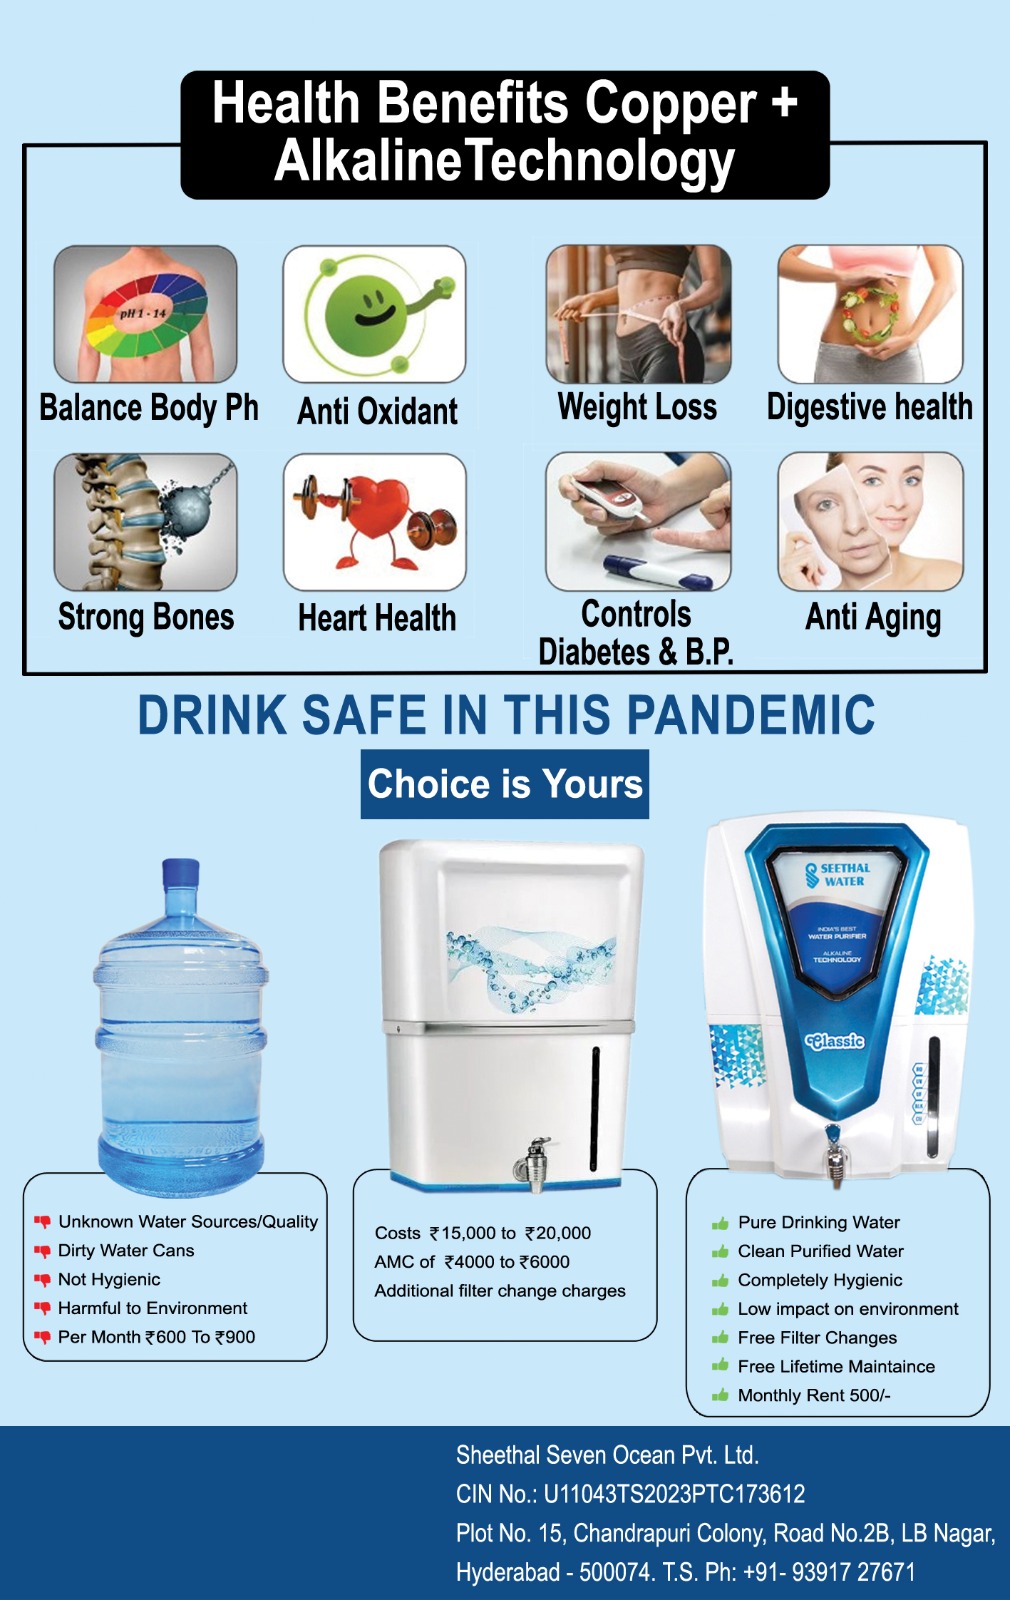 Health Benefits Copper +
AlkalineTechnology
pH 1 - 14
Balance Body Ph
Anti Oxidant
Weight Loss
Digestive health
Strong Bones
Heart Health
Controls
Diabetes & B.P.
Anti Aging
DRINK SAFE IN THIS PANDEMIC
Choice is Yours
SEETHAL
WATER
INDIA'S BEST
WATER PURIFIER
ALKALINE
TECHNOLOGY
Classic
Unknown Water Sources/Quality
Dirty Water Cans
Not Hygienic
Harmful to Environment
Per Month ₹600 To ₹900
Costs ₹15,000 to ₹20,000
AMC of ₹4000 to ₹6000
Additional filter change charges
Pure Drinking Water
Clean Purified Water
Completely Hygienic
Low impact on environment
Free Filter Changes
Free Lifetime Maintaince
Monthly Rent 500/-
Sheethal Seven Ocean Pvt. Ltd.
CIN No.: U11043TS2023PTC173612
Plot No. 15, Chandrapuri Colony, Road No.2B, LB Nagar,
Hyderabad - 500074. T.S. Ph: +91- 93917 27671